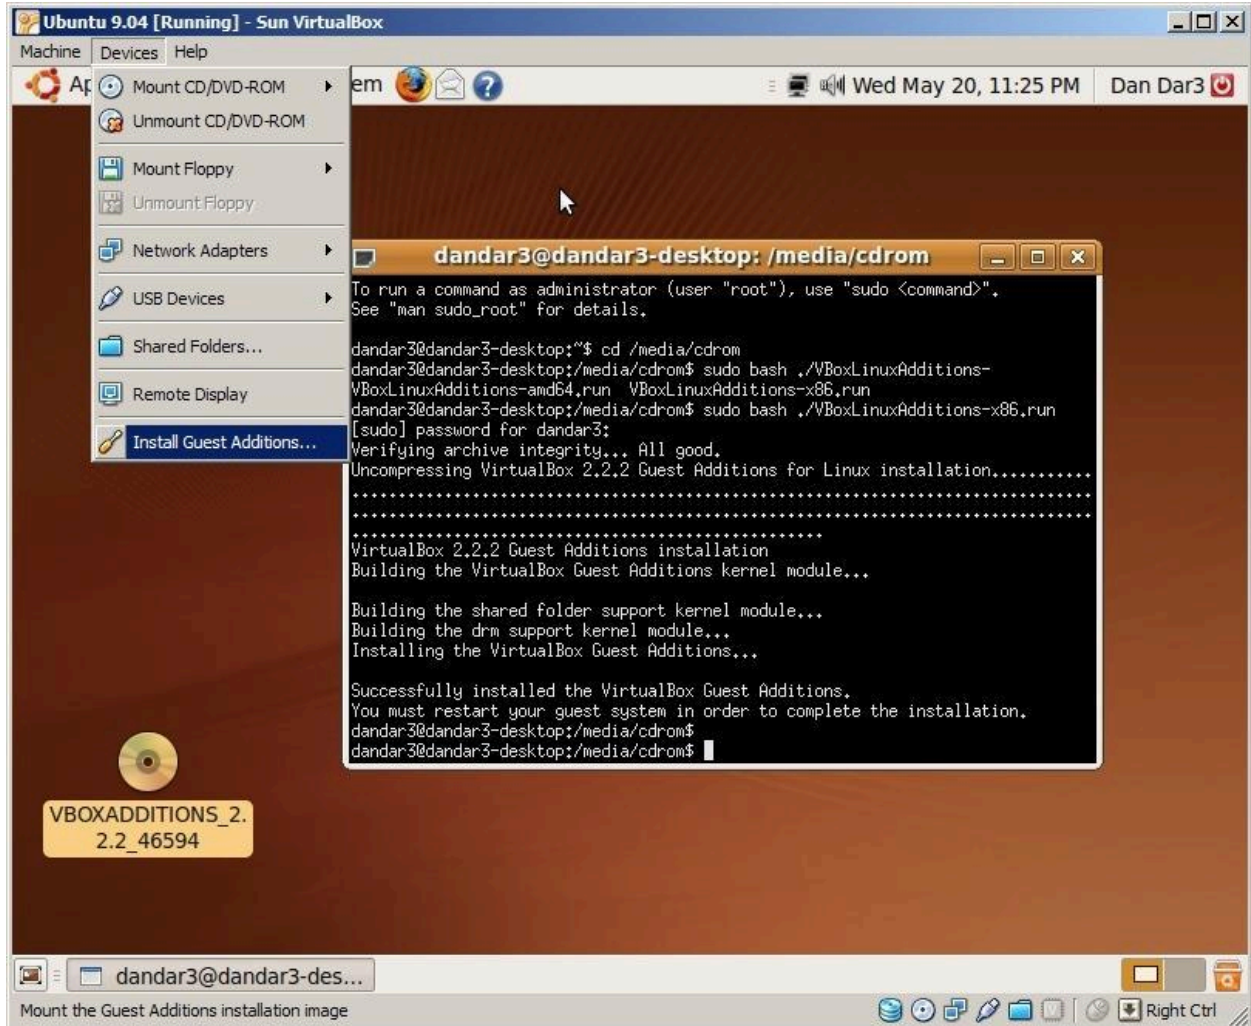 Ubuntu 9.04 [Running] - Sun VirtualBox
Machine Devices Help
Ap em Wed May 20, 11:25 PM Dan Dar3
Mount CD/DVD-ROM
Unmount CD/DVD-ROM
Mount Floppy
Unmount Floppy
Network Adapters
USB Devices
Shared Folders...
Remote Display
Install Guest Additions...
dandar3@dandar3-desktop: /media/cdrom
To run a command as administrator (user "root"), use "sudo <command>".
See "man sudo_root" for details.
dandar3@dandar3-desktop:~$ cd /media/cdrom
dandar3@dandar3-desktop:/media/cdrom$ sudo bash ./VBoxLinuxAdditions-
VBoxLinuxAdditions-amd64.run VBoxLinuxAdditions-x86.run
dandar3@dandar3-desktop:/media/cdrom$ sudo bash ./VBoxLinuxAdditions-x86.run
[sudo] password for dandar3:
Verifying archive integrity... All good.
Uncompressing VirtualBox 2.2.2 Guest Additions for Linux installation...........
................................................................................
................................................................................
...................................................
VirtualBox 2.2.2 Guest Additions installation
Building the VirtualBox Guest Additions kernel module...
Building the shared folder support kernel module...
Building the drm support kernel module...
Installing the VirtualBox Guest Additions...
Successfully installed the VirtualBox Guest Additions.
You must restart your guest system in order to complete the installation.
dandar3@dandar3-desktop:/media/cdrom$
dandar3@dandar3-desktop:/media/cdrom$
VBOXADDITIONS_2.
2.2_46594
dandar3@dandar3-des...
Mount the Guest Additions installation image
Right Ctrl